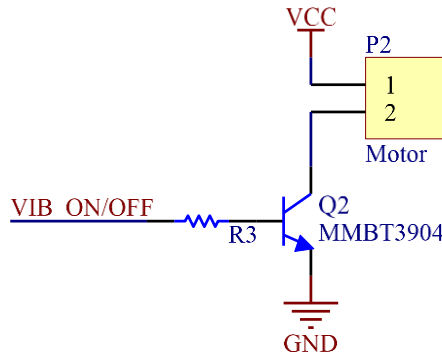 VCC
P2
1
2
Motor
VIB_ON/OFF
R3
Q2
MMBT3904
GND